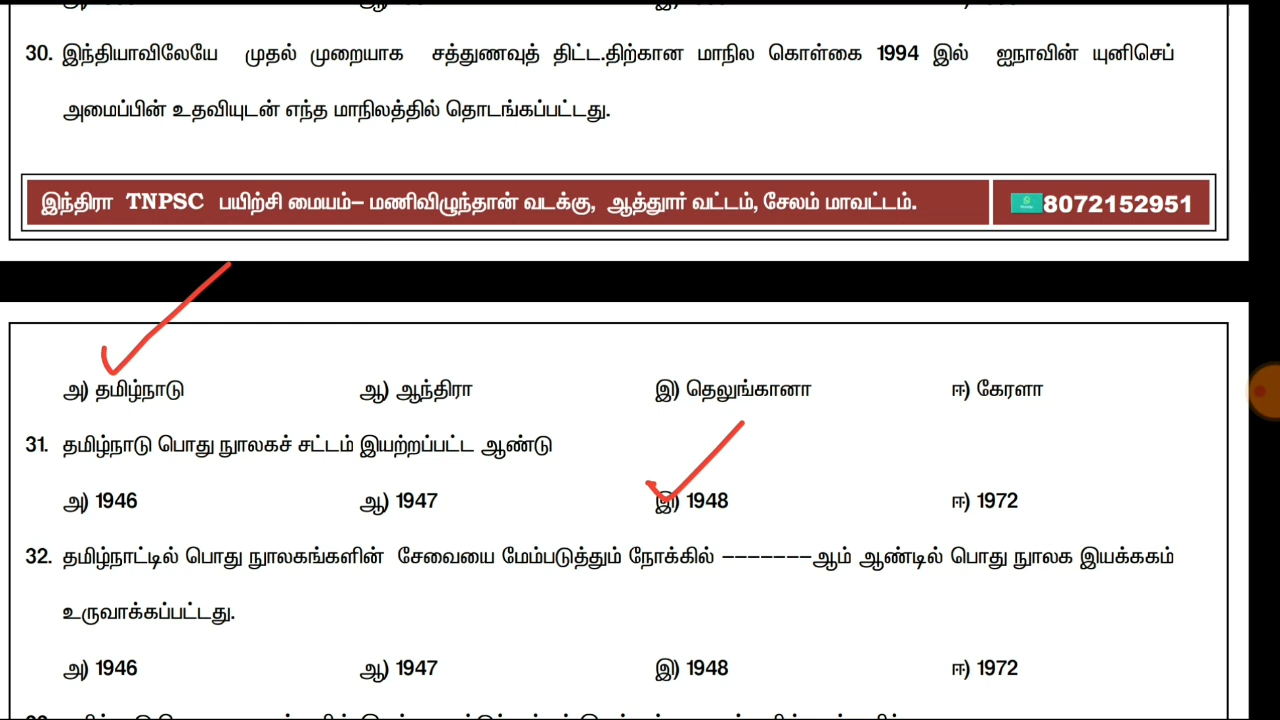 30. இந்தியாவிலேயே முதல் முறையாக சத்துணவுத் திட்ட.திற்கான மாநில கொள்கை 1994 இல் ஐநாவின் யுனிசெப்
அமைப்பின் உதவியுடன் எந்த மாநிலத்தில் தொடங்கப்பட்டது.
இந்திரா TNPSC பயிற்சி மையம்– மணிவிழுந்தான் வடக்கு, ஆத்தூர் வட்டம், சேலம் மாவட்டம். 8072152951
அ) தமிழ்நாடு ஆ) ஆந்திரா இ) தெலுங்கானா ஈ) கேரளா
31. தமிழ்நாடு பொது நூலகச் சட்டம் இயற்றப்பட்ட ஆண்டு
அ) 1946 ஆ) 1947 இ) 1948 ஈ) 1972
32. தமிழ்நாட்டில் பொது நூலகங்களின் சேவையை மேம்படுத்தும் நோக்கில் –––––––ஆம் ஆண்டில் பொது நூலக இயக்ககம்
உருவாக்கப்பட்டது.
அ) 1946 ஆ) 1947 இ) 1948 ஈ) 1972